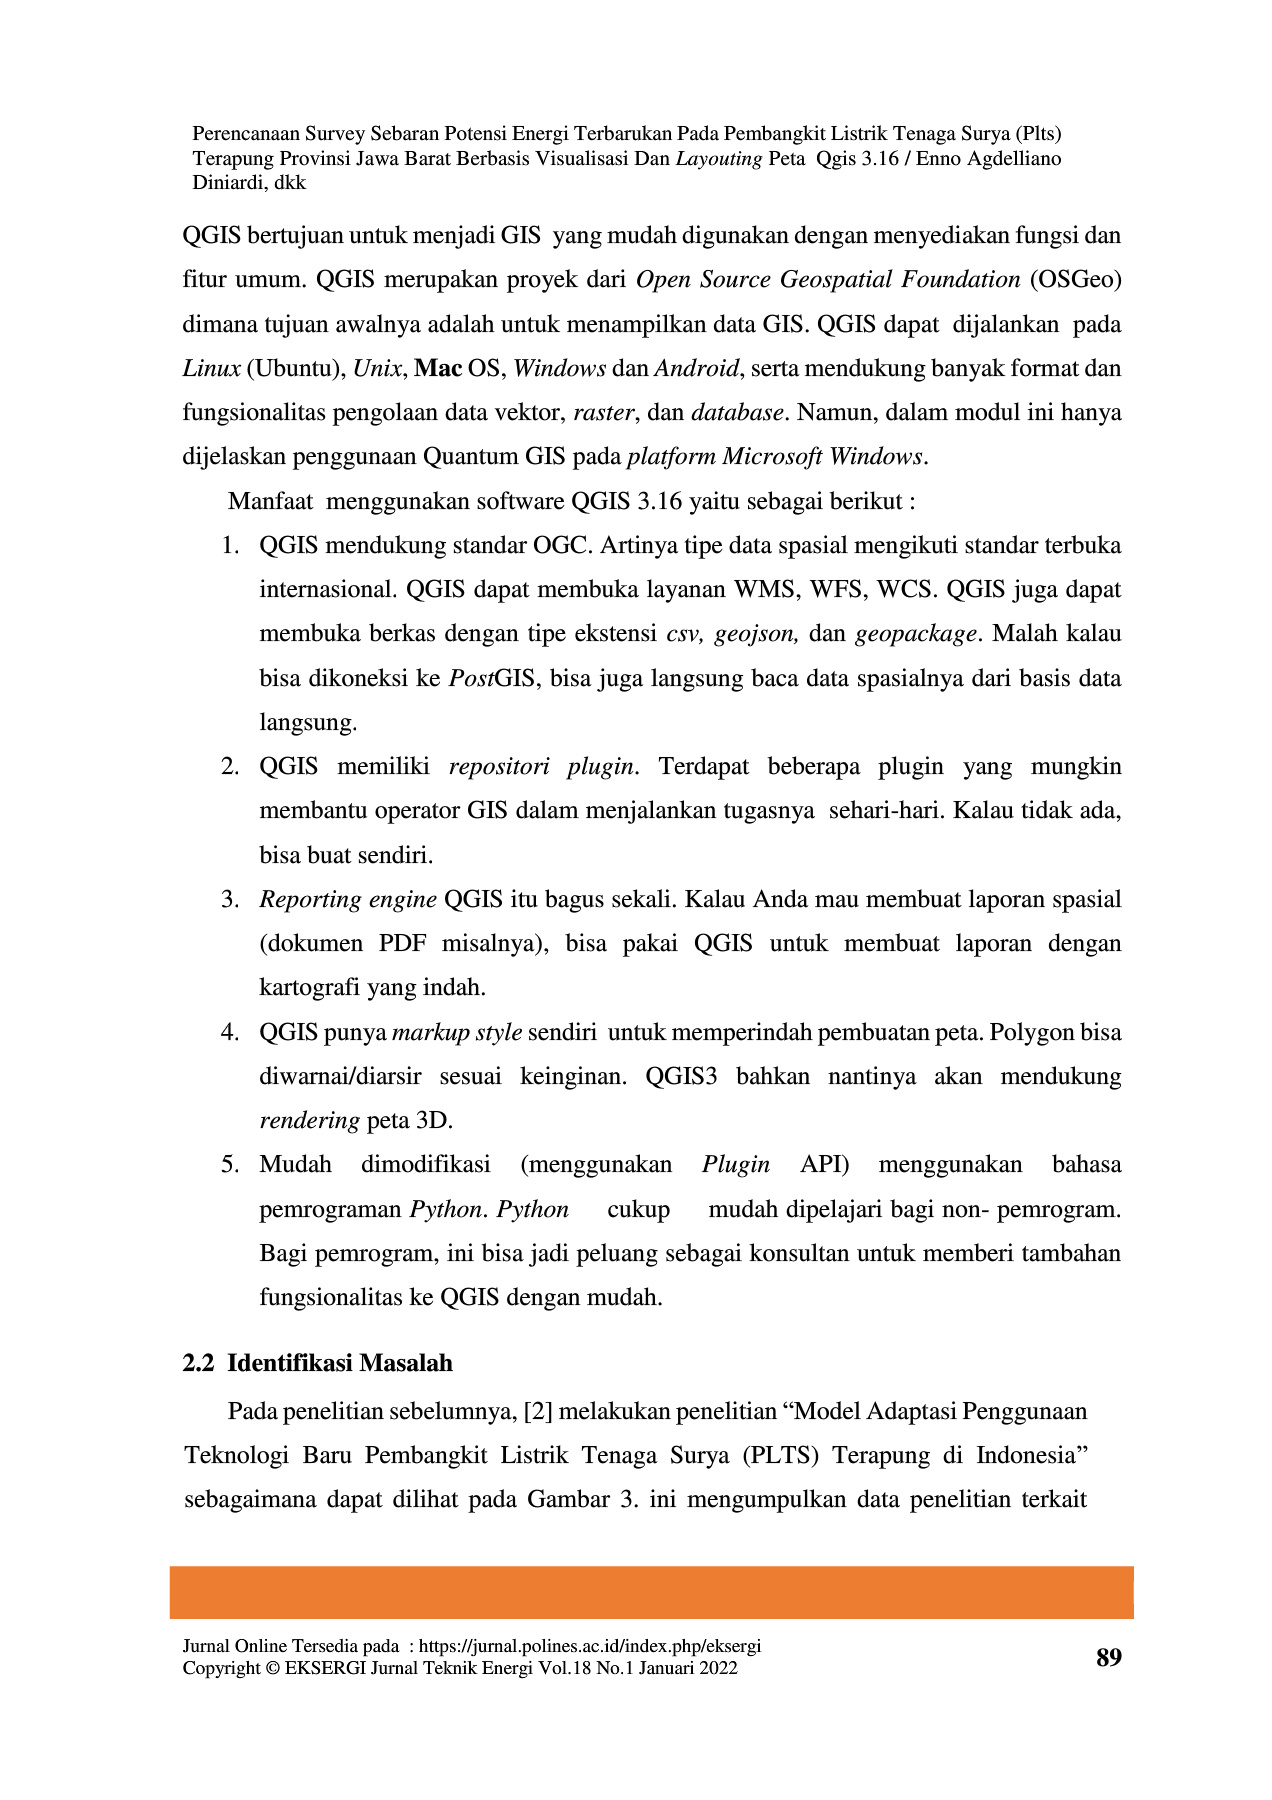 Perencanaan Survey Sebaran Potensi Energi Terbarukan Pada Pembangkit Listrik Tenaga Surya (Plts)
Terapung Provinsi Jawa Barat Berbasis Visualisasi Dan Layouting Peta Qgis 3.16 / Enno Agdelliano
Diniardi, dkk
QGIS bertujuan untuk menjadi GIS yang mudah digunakan dengan menyediakan fungsi dan
fitur umum. QGIS merupakan proyek dari Open Source Geospatial Foundation (OSGeo)
dimana tujuan awalnya adalah untuk menampilkan data GIS. QGIS dapat dijalankan pada
Linux (Ubuntu), Unix, Mac OS, Windows dan Android, serta mendukung banyak format dan
fungsionalitas pengolaan data vektor, raster, dan database. Namun, dalam modul ini hanya
dijelaskan penggunaan Quantum GIS pada platform Microsoft Windows.
Manfaat menggunakan software QGIS 3.16 yaitu sebagai berikut :
1. QGIS mendukung standar OGC. Artinya tipe data spasial mengikuti standar terbuka
internasional. QGIS dapat membuka layanan WMS, WFS, WCS. QGIS juga dapat
membuka berkas dengan tipe ekstensi csv, geojson, dan geopackage. Malah kalau
bisa dikoneksi ke PostGIS, bisa juga langsung baca data spasialnya dari basis data
langsung.
2. QGIS memiliki repositori plugin. Terdapat beberapa plugin yang mungkin
membantu operator GIS dalam menjalankan tugasnya sehari-hari. Kalau tidak ada,
bisa buat sendiri.
3. Reporting engine QGIS itu bagus sekali. Kalau Anda mau membuat laporan spasial
(dokumen PDF misalnya), bisa pakai QGIS untuk membuat laporan dengan
kartografi yang indah.
4. QGIS punya markup style sendiri untuk memperindah pembuatan peta. Polygon bisa
diwarnai/diarsir sesuai keinginan. QGIS3 bahkan nantinya akan mendukung
rendering peta 3D.
5. Mudah dimodifikasi (menggunakan Plugin API) menggunakan bahasa
pemrograman Python. Python cukup mudah dipelajari bagi non- pemrogram.
Bagi pemrogram, ini bisa jadi peluang sebagai konsultan untuk memberi tambahan
fungsionalitas ke QGIS dengan mudah.
2.2 Identifikasi Masalah
Pada penelitian sebelumnya, [2] melakukan penelitian “Model Adaptasi Penggunaan
Teknologi Baru Pembangkit Listrik Tenaga Surya (PLTS) Terapung di Indonesia”
sebagaimana dapat dilihat pada Gambar 3. ini mengumpulkan data penelitian terkait
Jurnal Online Tersedia pada : https://jurnal.polines.ac.id/index.php/eksergi
Copyright © EKSERGI Jurnal Teknik Energi Vol.18 No.1 Januari 2022
89